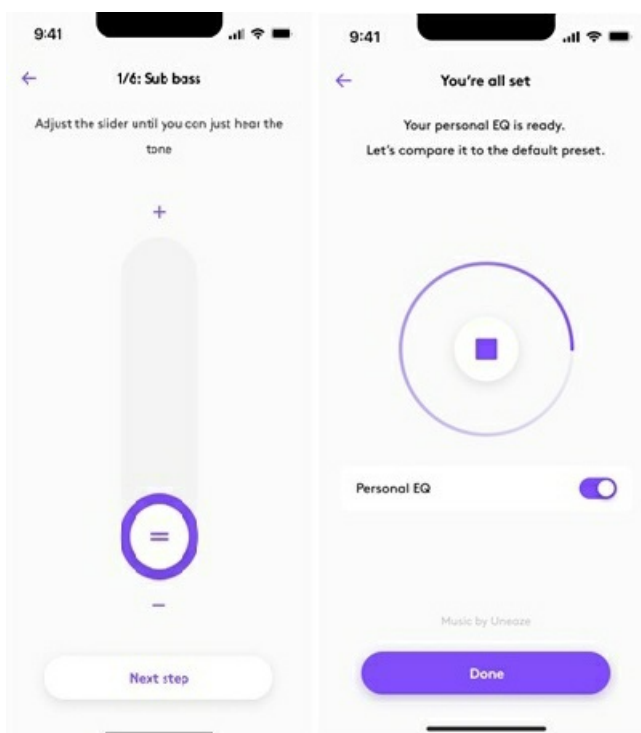 9:41
1/6: Sub bass
Adjust the slider until you can just hear the
tone
+
=
−
Next step
9:41
You're all set
Your personal EQ is ready.
Let's compare it to the default preset.
Personal EQ
Music by Uneaze
Done